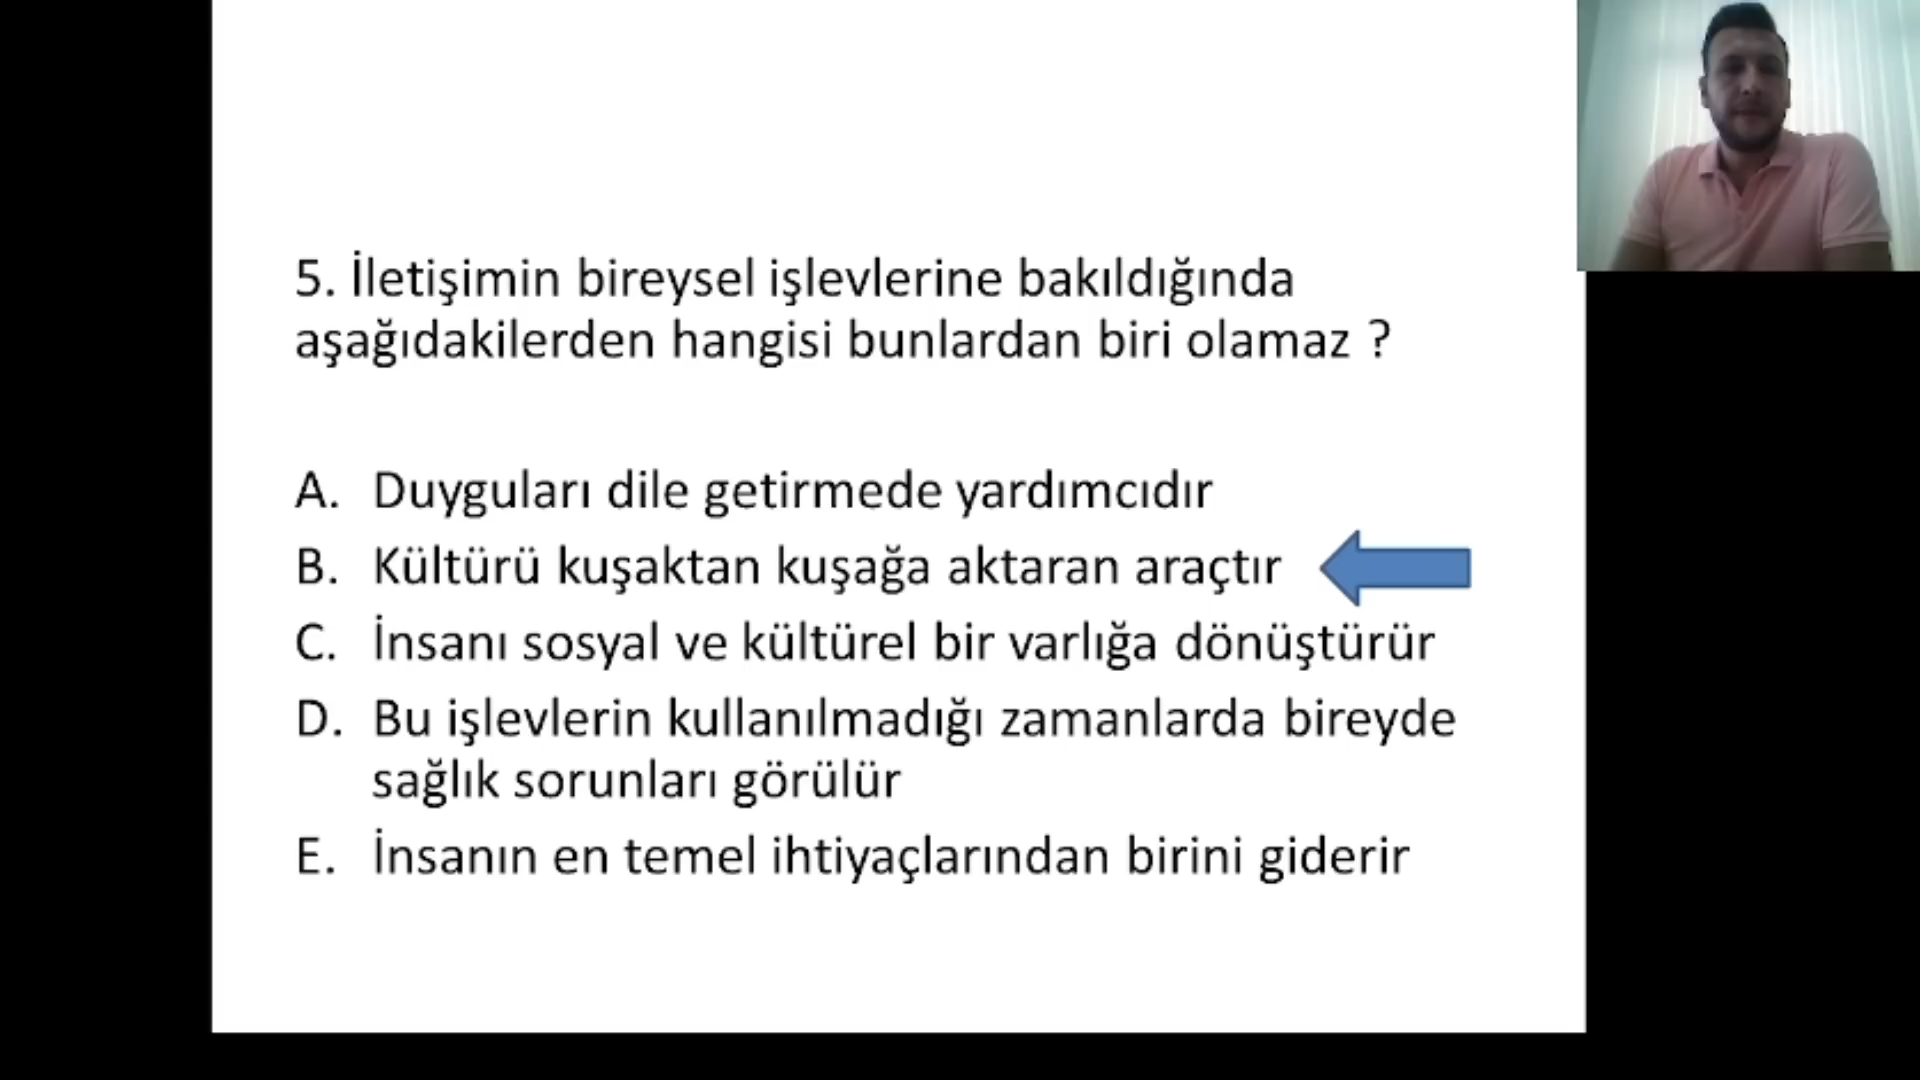 5. İletişimin bireysel işlevlerine bakıldığında
aşağıdakilerden hangisi bunlardan biri olamaz ?
A. Duyguları dile getirmede yardımcıdır
B. Kültürü kuşaktan kuşağa aktaran araçtır
C. İnsanı sosyal ve kültürel bir varlığa dönüştürür
D. Bu işlevlerin kullanılmadığı zamanlarda bireyde
sağlık sorunları görülür
E. İnsanın en temel ihtiyaçlarından birini giderir